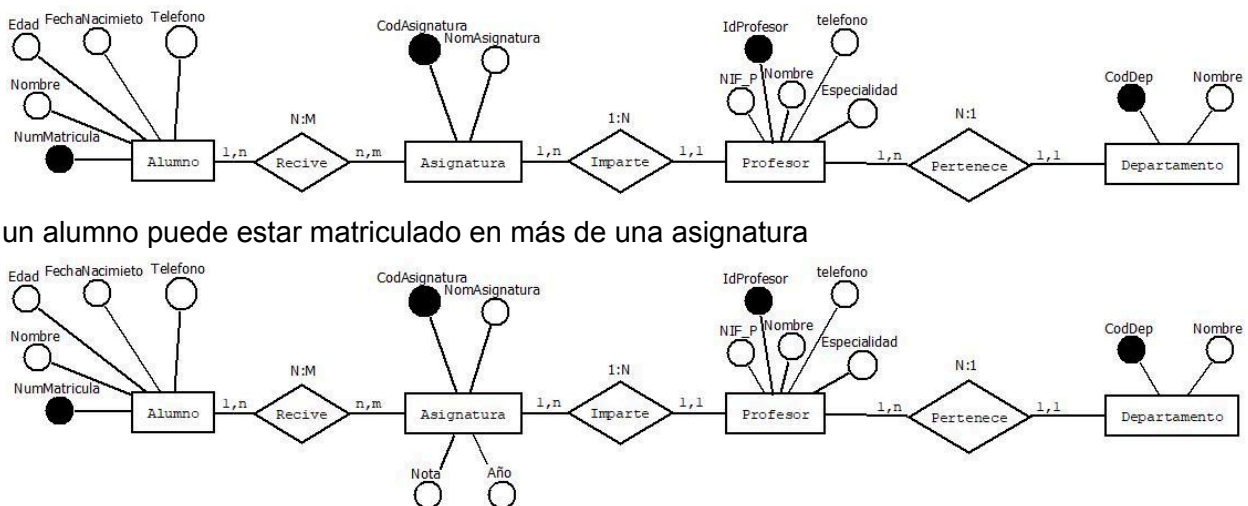 Edad FechaNacimieto Telefono
CodAsignatura
NomAsignatura
IdProfesor
telefono
Nombre
NIF_P
Nombre
Especialidad
CodDep
Nombre
NumMatricula
N:M
1:N
N:1
Alumno
1,n
Recive
n,m
Asignatura
1,n
Imparte
1,1
Profesor
1,n
Pertenece
1,1
Departamento
un alumno puede estar matriculado en más de una asignatura
Edad FechaNacimieto Telefono
CodAsignatura
NomAsignatura
IdProfesor
telefono
Nombre
NIF_P
Nombre
Especialidad
CodDep
Nombre
NumMatricula
N:M
1:N
N:1
Alumno
1,n
Recive
n,m
Asignatura
1,n
Imparte
1,1
Profesor
1,n
Pertenece
1,1
Departamento
Nota
Año